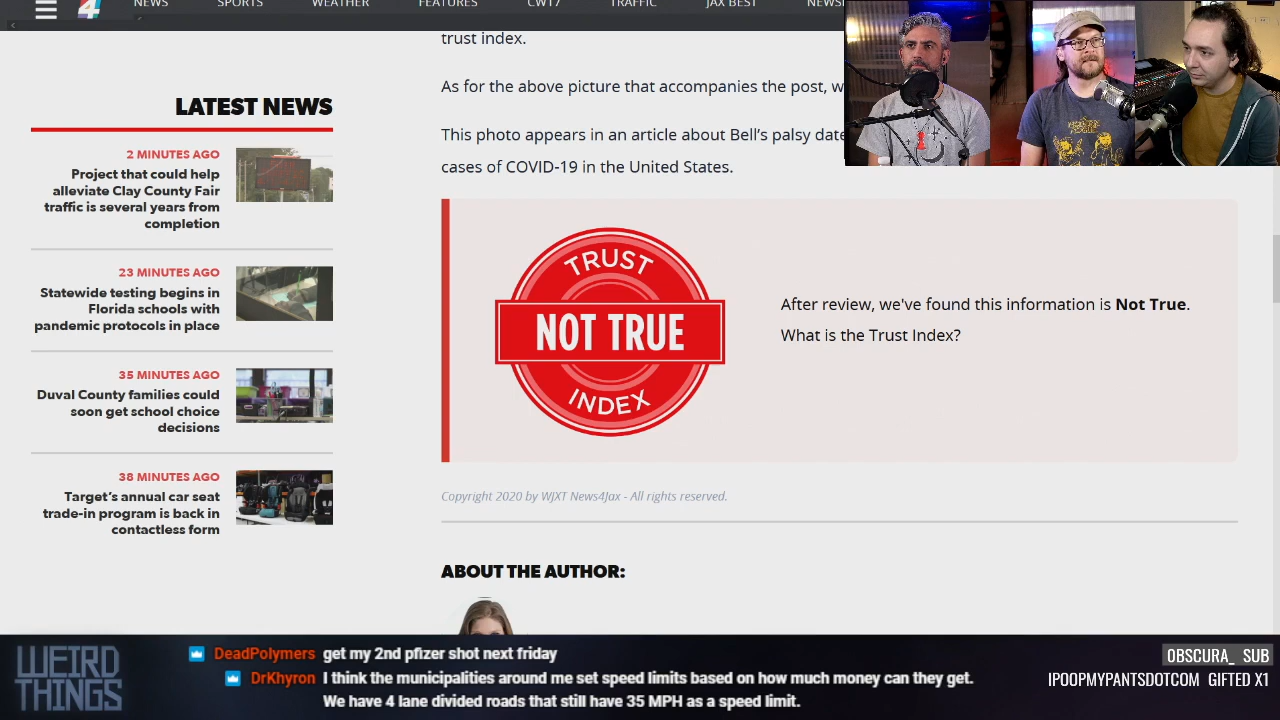 NEWS SPORTS WEATHER FEATURES CW17 TRAFFIC JAX BEST
4
trust index.
As for the above picture that accompanies the post,
This photo appears in an article about Bell's palsy
cases of COVID-19 in the United States.
LATEST NEWS
2 MINUTES AGO
Project that could help
alleviate Clay County Fair
traffic is several years from
completion
23 MINUTES AGO
Statewide testing begins in
Florida schools with
pandemic protocols in place
35 MINUTES AGO
Duval County families could
soon get school choice
decisions
38 MINUTES AGO
Target's annual car seat
trade-in program is back in
contactless form
TRUST
NOT TRUE
INDEX
After review, we've found this information is Not True.
What is the Trust Index?
Copyright 2020 by WJXT News4Jax - All rights reserved.
ABOUT THE AUTHOR:
WEIRD
THINGS
DeadPolymers get my 2nd pfizer shot next friday
DrKhyron I think the municipalities around me set speed limits based on how much money can they get.
We have 4 lane divided roads that still have 35 MPH as a speed limit.
OBSCURA_ SUB
IPOOPMYPANTSDOTCOM GIFTED X1